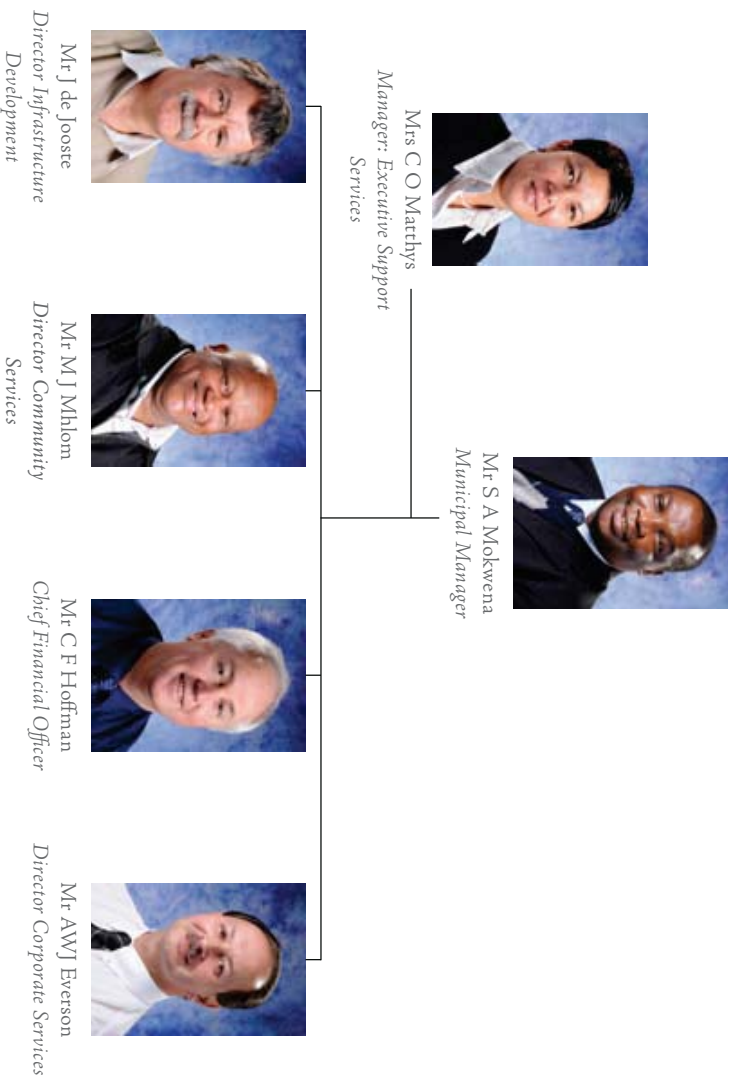 Mr S A Mokwena
Municipal Manager
Mrs C O Matthys
Manager: Executive Support
Services
Mr J de Jooste
Director Infrastructure
Development
Mr M J Mhlom
Director Community
Services
Mr C F Hoffman
Chief Financial Officer
Mr AWJ Everson
Director Corporate Services